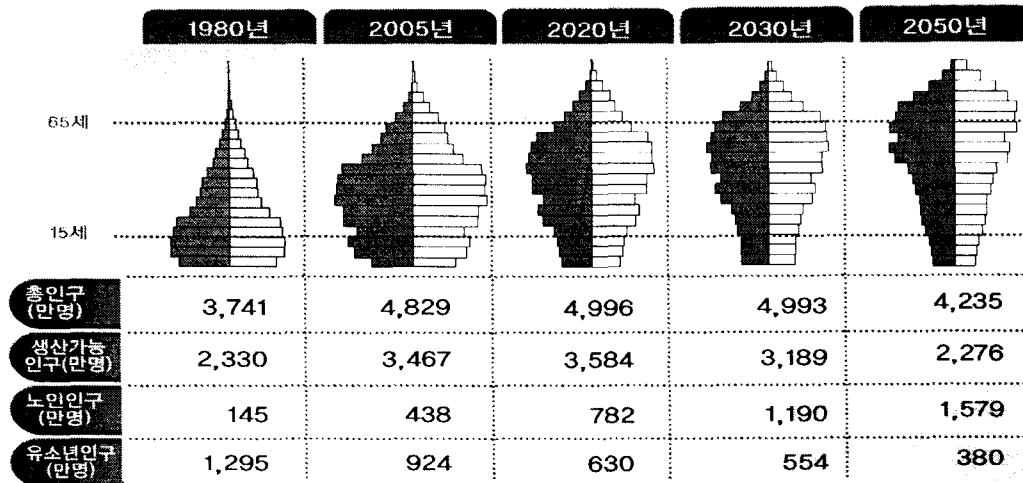 1980년 2005년 2020년 2030년 2050년
65세
15세
총인구
(만명) 3,741 4,829 4,996 4,993 4,235
생산가능
인구(만명) 2,330 3,467 3,584 3,189 2,276
노인인구
(만명) 145 438 782 1,190 1,579
유소년인구
(만명) 1,295 924 630 554 380